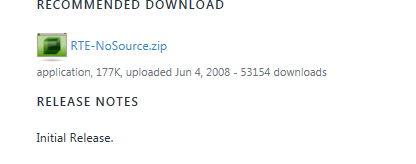 RECOMMENDED DOWNLOAD
RTE-NoSource.zip
application, 177K, uploaded Jun 4, 2008 - 53154 downloads
RELEASE NOTES
Initial Release.